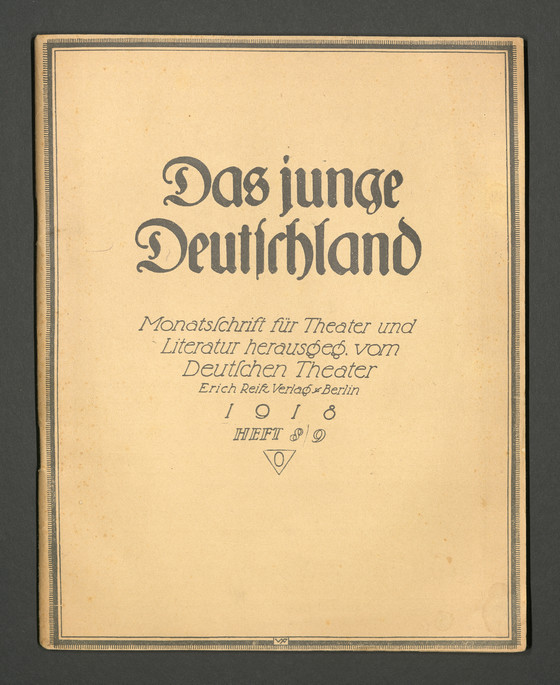 Das junge
Deutſchland
Monatsſchrift für Theater und
Literatur herausgeg. vom
Deutſchen Theater
Erich Reiß Verlag Berlin
1918
HEFT 8/9
O